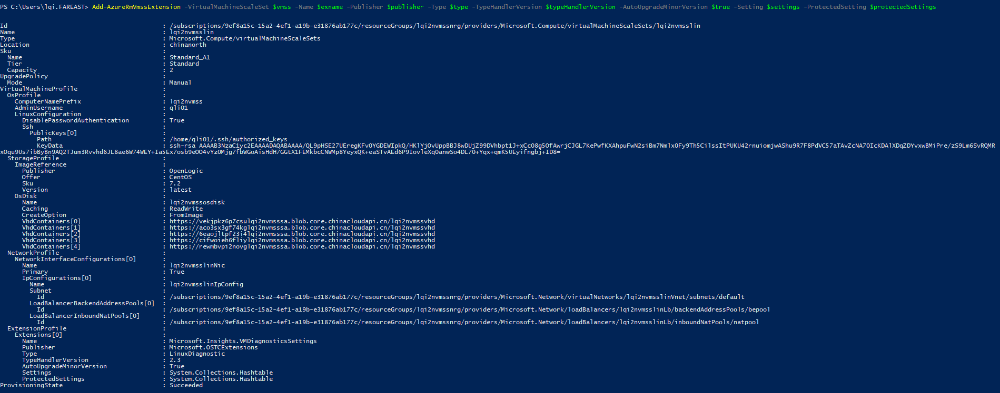 PS C:\Users\lqi.FAREAST> Add-AzureRmVmssExtension -VirtualMachineScaleSet $vmss -Name $exname -Publisher $publisher -Type $type -TypeHandlerVersion $typeHandlerVersion -AutoUpgradeMinorVersion $true -Setting $settings -ProtectedSetting $protectedSettings
Id : /subscriptions/9ef8a15c-15a2-4ef1-a19b-e31876ab177c/resourceGroups/lqi2nvmssnrg/providers/Microsoft.Compute/virtualMachineScaleSets/lqi2nvmsslin
Name : lqi2nvmsslin
Type : Microsoft.Compute/virtualMachineScaleSets
Location : chinanorth
Sku :
Name : Standard_A1
Tier : Standard
Capacity : 2
UpgradePolicy :
Mode : Manual
VirtualMachineProfile :
OsProfile :
ComputerNamePrefix : lqi2nvmss
AdminUsername : qli01
LinuxConfiguration :
DisablePasswordAuthentication : True
Ssh :
PublicKeys[0] :
Path : /home/qli01/.ssh/authorized_keys
KeyData : ssh-rsa AAAAB3NzaC1yc2EAAAADAQABAAAA/QL9pHSE27UEregKFvOYGDEWIpkQ/HKlYjOvUppBBJ8wDUjZ99DVhbpt1J+xCcO8g5OfAwrjCJGL7KePwfKXAhpuFwN2siBm7NmlxOFy9Th5CilssItPUKU42rnuiomjwAShu9R7F8PdVC57aTAvZcNA7OIcKDAlXDqZDYvxwBMiPre/zS9Lm6SvRQMR
xOqu9Us7ibByBn9AQ2TJum3Rvvhd6JL8ae6W74WEY+Ia5Ex7osb9eOO4vYzOMjg7fbWGoAisHdH7GGtX1FEMkbcCNWMp8YeyxQK+eaSTvAEd6P9IovleXqOanwSo4DL7O+Yqx+qmK5UEyifngbj+ID8=
StorageProfile :
ImageReference :
Publisher : OpenLogic
Offer : CentOS
Sku : 7.2
Version : latest
OsDisk :
Name : lqi2nvmssosdisk
Caching : ReadWrite
CreateOption : FromImage
VhdContainers[0] : https://vekjpkz6p7csulqi2nvmsssa.blob.core.chinacloudapi.cn/lqi2nvmssvhd
VhdContainers[1] : https://aco3sx3gf74kglqi2nvmsssa.blob.core.chinacloudapi.cn/lqi2nvmssvhd
VhdContainers[2] : https://6eaojltpf23i4lqi2nvmsssa.blob.core.chinacloudapi.cn/lqi2nvmssvhd
VhdContainers[3] : https://cifwoieh6fliylqi2nvmsssa.blob.core.chinacloudapi.cn/lqi2nvmssvhd
VhdContainers[4] : https://rewmbvpi2novglqi2nvmsssa.blob.core.chinacloudapi.cn/lqi2nvmssvhd
NetworkProfile :
NetworkInterfaceConfigurations[0] :
Name : lqi2nvmsslinNic
Primary : True
IpConfigurations[0] :
Name : lqi2nvmsslinIpConfig
Subnet :
Id : /subscriptions/9ef8a15c-15a2-4ef1-a19b-e31876ab177c/resourceGroups/lqi2nvmssnrg/providers/Microsoft.Network/virtualNetworks/lqi2nvmsslinVnet/subnets/default
LoadBalancerBackendAddressPools[0] :
Id : /subscriptions/9ef8a15c-15a2-4ef1-a19b-e31876ab177c/resourceGroups/lqi2nvmssnrg/providers/Microsoft.Network/loadBalancers/lqi2nvmsslinLb/backendAddressPools/bepool
LoadBalancerInboundNatPools[0] :
Id : /subscriptions/9ef8a15c-15a2-4ef1-a19b-e31876ab177c/resourceGroups/lqi2nvmssnrg/providers/Microsoft.Network/loadBalancers/lqi2nvmsslinLb/inboundNatPools/natpool
ExtensionProfile :
Extensions[0] :
Name : Microsoft.Insights.VMDiagnosticsSettings
Publisher : Microsoft.OSTCExtensions
Type : LinuxDiagnostic
TypeHandlerVersion : 2.3
AutoUpgradeMinorVersion : True
Settings : System.Collections.Hashtable
ProtectedSettings : System.Collections.Hashtable
ProvisioningState : Succeeded